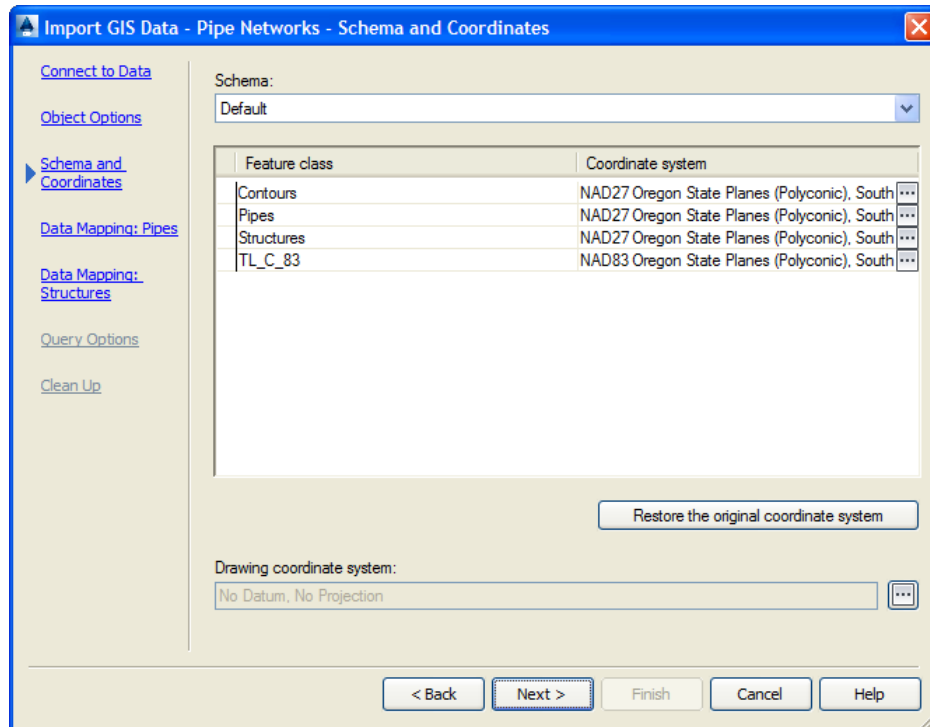 Import GIS Data - Pipe Networks - Schema and Coordinates
Connect to Data
Object Options
Schema and
Coordinates
Data Mapping: Pipes
Data Mapping:
Structures
Query Options
Clean Up
Schema:
Default
Feature class Coordinate system
Contours NAD27 Oregon State Planes (Polyconic), South ...
Pipes NAD27 Oregon State Planes (Polyconic), South ...
Structures NAD27 Oregon State Planes (Polyconic), South ...
TL_C_83 NAD83 Oregon State Planes (Polyconic), South ...
Restore the original coordinate system
Drawing coordinate system:
No Datum, No Projection ...
< Back Next > Finish Cancel Help